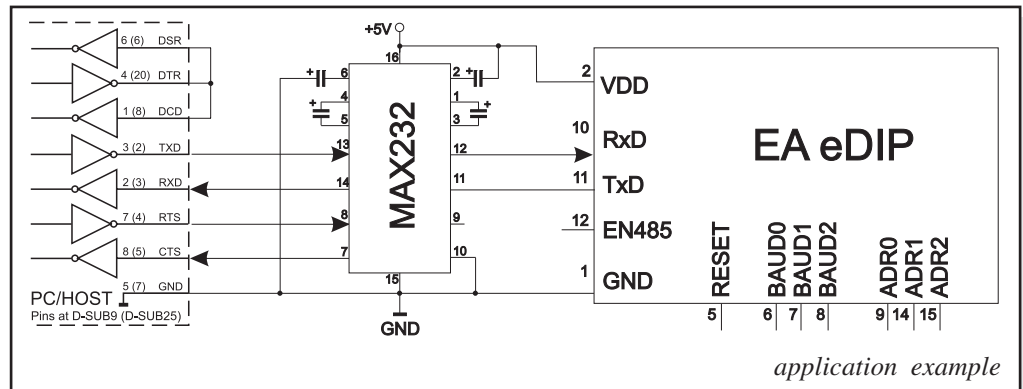 +5V
6 (6) DSR
4 (20) DTR
1 (8) DCD
3 (2) TXD
2 (3) RXD
7 (4) RTS
8 (5) CTS
5 (7) GND
PC/HOST
Pins at D-SUB9 (D-SUB25)
MAX232
16
6
4
5
13
14
8
7
15
2
1
3
12
11
9
10
GND
EA eDIP
2 VDD
10 RxD
11 TxD
12 EN485
1 GND
RESET
BAUD0
BAUD1
BAUD2
ADR0
ADR1
ADR2
5 6 7 8 9 14 15
+
+
+
+
application example